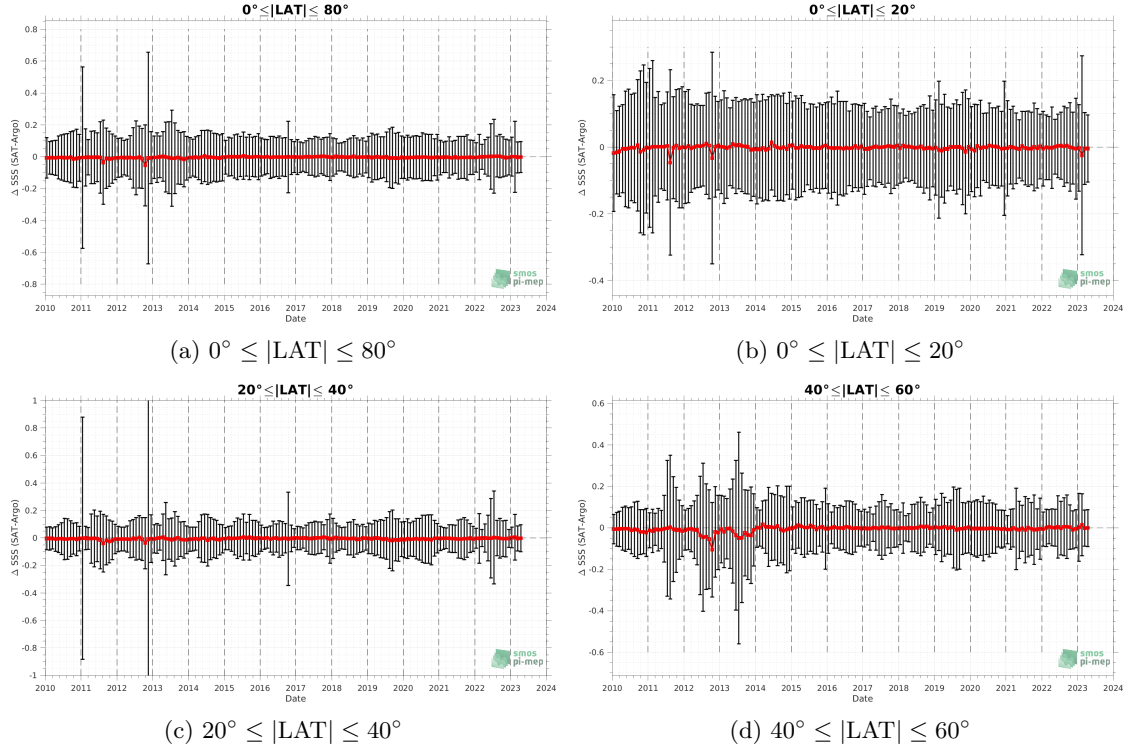 0°≤|LAT|≤ 80°
Δ SSS (SAT-Argo)
0.8
0.6
0.4
0.2
0
-0.2
-0.4
-0.6
-0.8
2010 2011 2012 2013 2014 2015 2016 2017 2018 2019 2020 2021 2022 2023 2024
Date
smos
pi-mep
(a) 0° ≤ |LAT| ≤ 80°
0°≤|LAT|≤ 20°
Δ SSS (SAT-Argo)
0.2
0
-0.2
-0.4
2010 2011 2012 2013 2014 2015 2016 2017 2018 2019 2020 2021 2022 2023 2024
Date
smos
pi-mep
(b) 0° ≤ |LAT| ≤ 20°
20°≤|LAT|≤ 40°
Δ SSS (SAT-Argo)
1
0.8
0.6
0.4
0.2
0
-0.2
-0.4
-0.6
-0.8
-1
2010 2011 2012 2013 2014 2015 2016 2017 2018 2019 2020 2021 2022 2023 2024
Date
smos
pi-mep
(c) 20° ≤ |LAT| ≤ 40°
40°≤|LAT|≤ 60°
Δ SSS (SAT-Argo)
0.6
0.4
0.2
0
-0.2
-0.4
-0.6
2010 2011 2012 2013 2014 2015 2016 2017 2018 2019 2020 2021 2022 2023 2024
Date
smos
pi-mep
(d) 40° ≤ |LAT| ≤ 60°